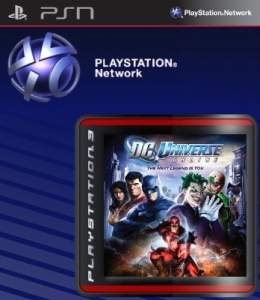 PSN
PlayStation Network
PLAYSTATION®
Network
PLAYSTATION 3
DC UNIVERSE
ONLINE
THE NEXT LEGEND IS YOU